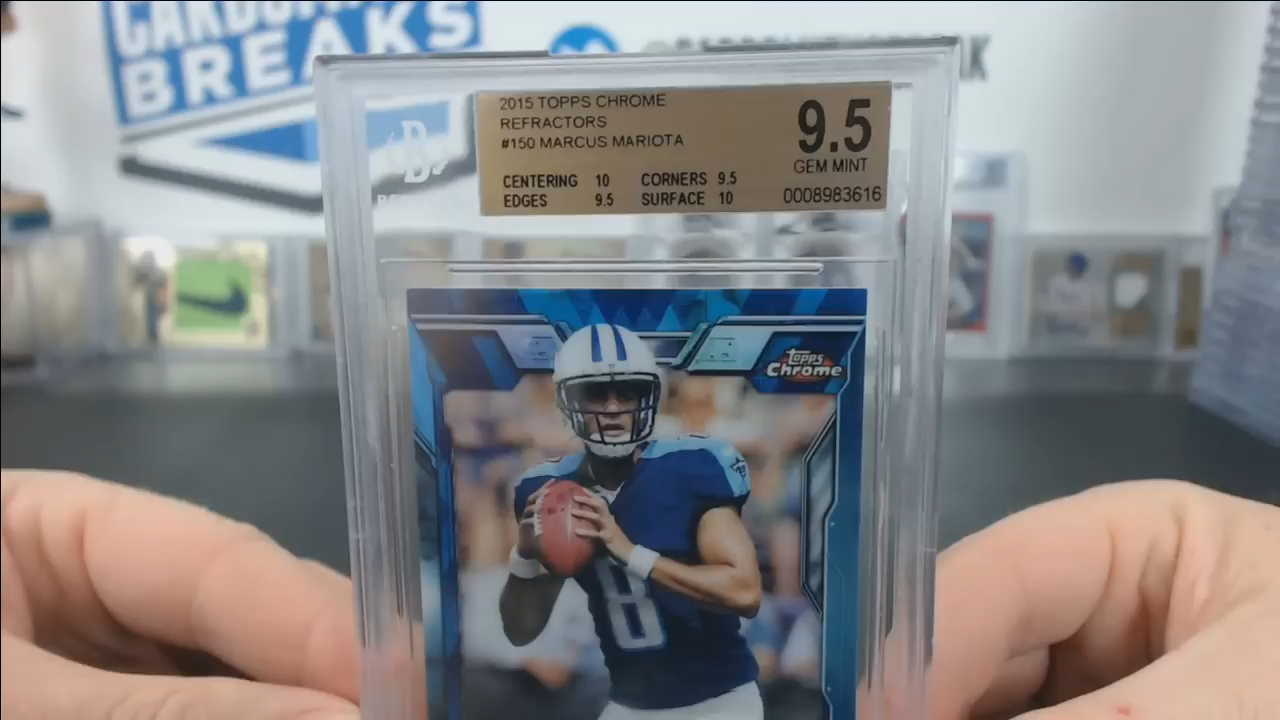 BREAKS
2015 TOPPS CHROME
REFRACTORS
#150 MARCUS MARIOTA
9.5
GEM MINT
CENTERING 10 CORNERS 9.5
EDGES 9.5 SURFACE 10
0008983616
Topps
Chrome
8